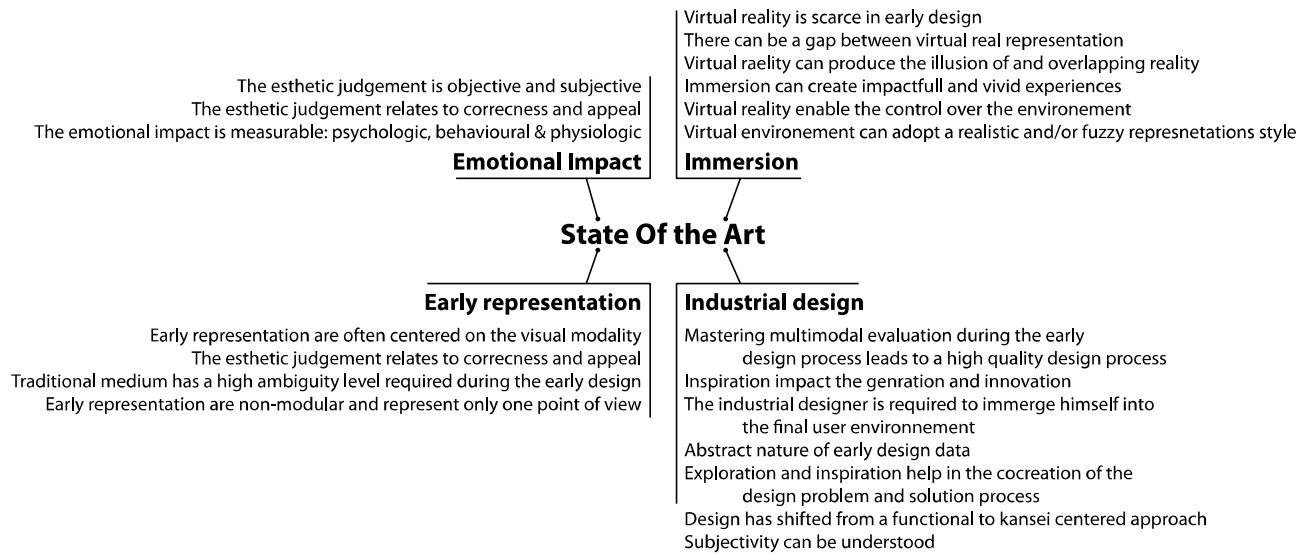 The esthetic judgement is objective and subjective
The esthetic judgement relates to correcness and appeal
The emotional impact is measurable: psychologic, behavioural & physiologic
Emotional Impact
Virtual reality is scarce in early design
There can be a gap between virtual real representation
Virtual raelity can produce the illusion of and overlapping reality
Immersion can create impactfull and vivid experiences
Virtual reality enable the control over the environement
Virtual environement can adopt a realistic and/or fuzzy represnetations style
Immersion
State Of the Art
Early representation
Early representation are often centered on the visual modality
The esthetic judgement relates to correcness and appeal
Traditional medium has a high ambiguity level required during the early design
Early representation are non-modular and represent only one point of view
Industrial design
Mastering multimodal evaluation during the early
design process leads to a high quality design process
Inspiration impact the genration and innovation
The industrial designer is required to immerge himself into
the final user environnement
Abstract nature of early design data
Exploration and inspiration help in the cocreation of the
design problem and solution process
Design has shifted from a functional to kansei centered approach
Subjectivity can be understood